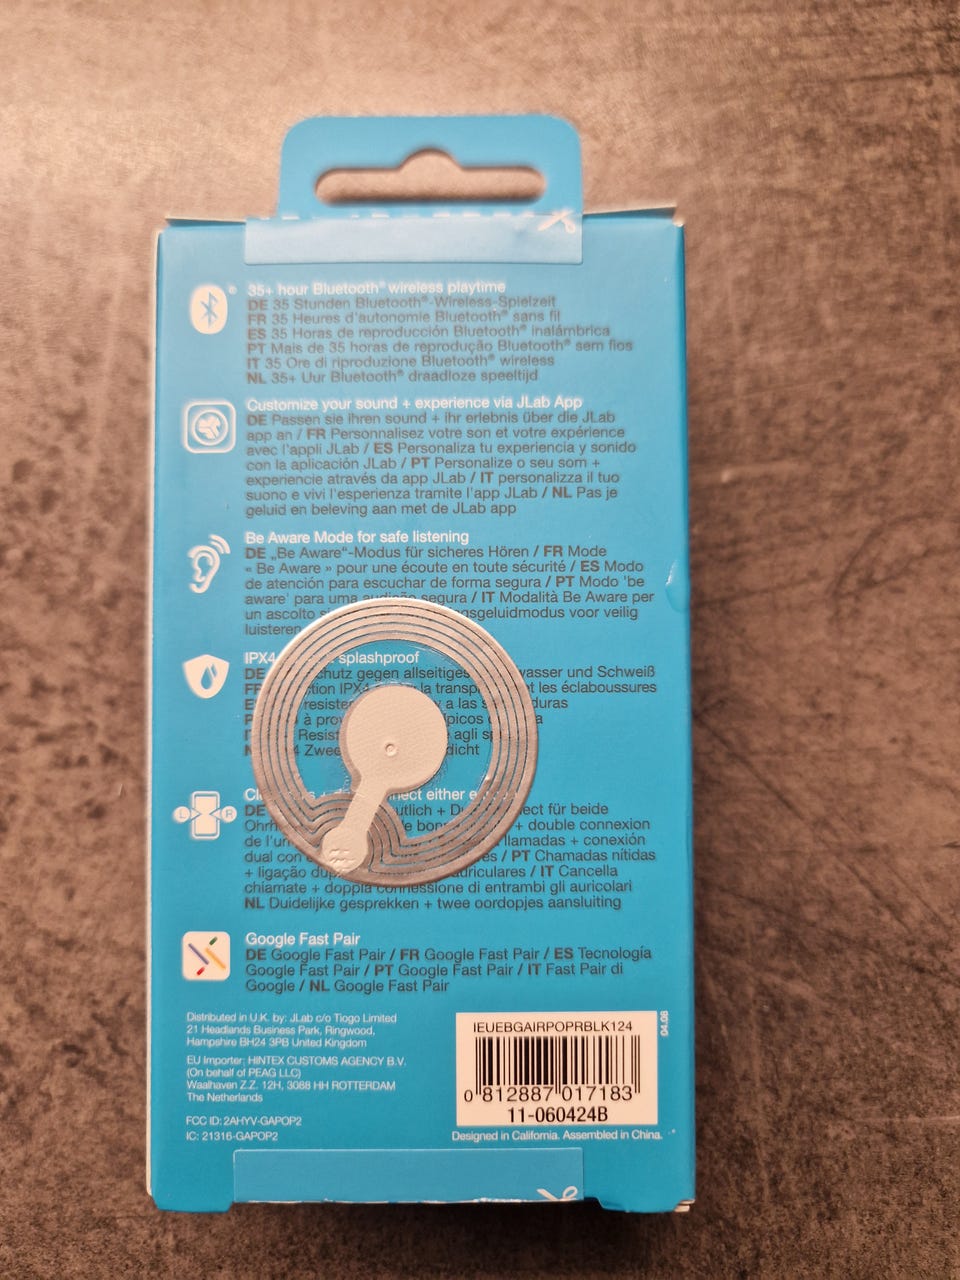 35+ hour Bluetooth® wireless playtime
DE 35 Stunden Bluetooth®-Wireless-Spielzeit
FR 35 Heures d'autonomie Bluetooth® sans fil
ES 35 Horas de reproducción Bluetooth® inalámbrica
PT Mais de 35 horas de reprodução Bluetooth® sem fios
IT 35 Ore di riproduzione Bluetooth® wireless
NL 35+ Uur Bluetooth® draadloze speeltijd
Customize your sound + experience via JLab App
DE Passen sie ihren sound + ihr erlebnis über die JLab
app an / FR Personnalisez votre son et votre expérience
avec l'appli JLab / ES Personaliza tu experiencia y sonido
con la aplicación JLab / PT Personalize o seu som +
experiencie através da app JLab / IT personalizza il tuo
suono e vivi l'esperienza tramite l'app JLab / NL Pas je
geluid en beleving aan met de JLab app
Be Aware Mode for safe listening
DE „Be Aware“-Modus für sicheres Hören / FR Mode
« Be Aware » pour une écoute en toute sécurité / ES Modo
de atención para escuchar de forma segura / PT Modo 'be
aware' para uma audição segura / IT Modalità Be Aware per
un ascolto voor veilig
luisteren
IPX4 splashproof
DE gegen allseitiges und Schweiß
FR IPX4 la les éclaboussures
y a las
à
agli
Zwee
either
DE + für beide
de + double connexion
de llamadas + conexión
dual con / PT Chamadas nítidas
+ ligação auriculares / IT Cancella
chiamate + doppia connessione di entrambi gli auricolari
NL Duidelijke gesprekken + twee oordopjes aansluiting
L R
Google Fast Pair
DE Google Fast Pair / FR Google Fast Pair / ES Tecnología
Google Fast Pair / PT Google Fast Pair / IT Fast Pair di
Google / NL Google Fast Pair
Distributed in U.K. by: JLab c/o Tiogo Limited
21 Headlands Business Park, Ringwood,
Hampshire BH24 3PB United Kingdom
EU Importer: HINTEX CUSTOMS AGENCY B.V.
(On behalf of PEAG LLC)
Waalhaven Z.Z. 12H, 3088 HH ROTTERDAM
The Netherlands
FCC ID: 2AHYV-GAPOP2
IC: 21316-GAPOP2
IEUEBGAIRPOPRBLK124
0 812887 017183
11-060424B
04.08
Designed in California. Assembled in China.